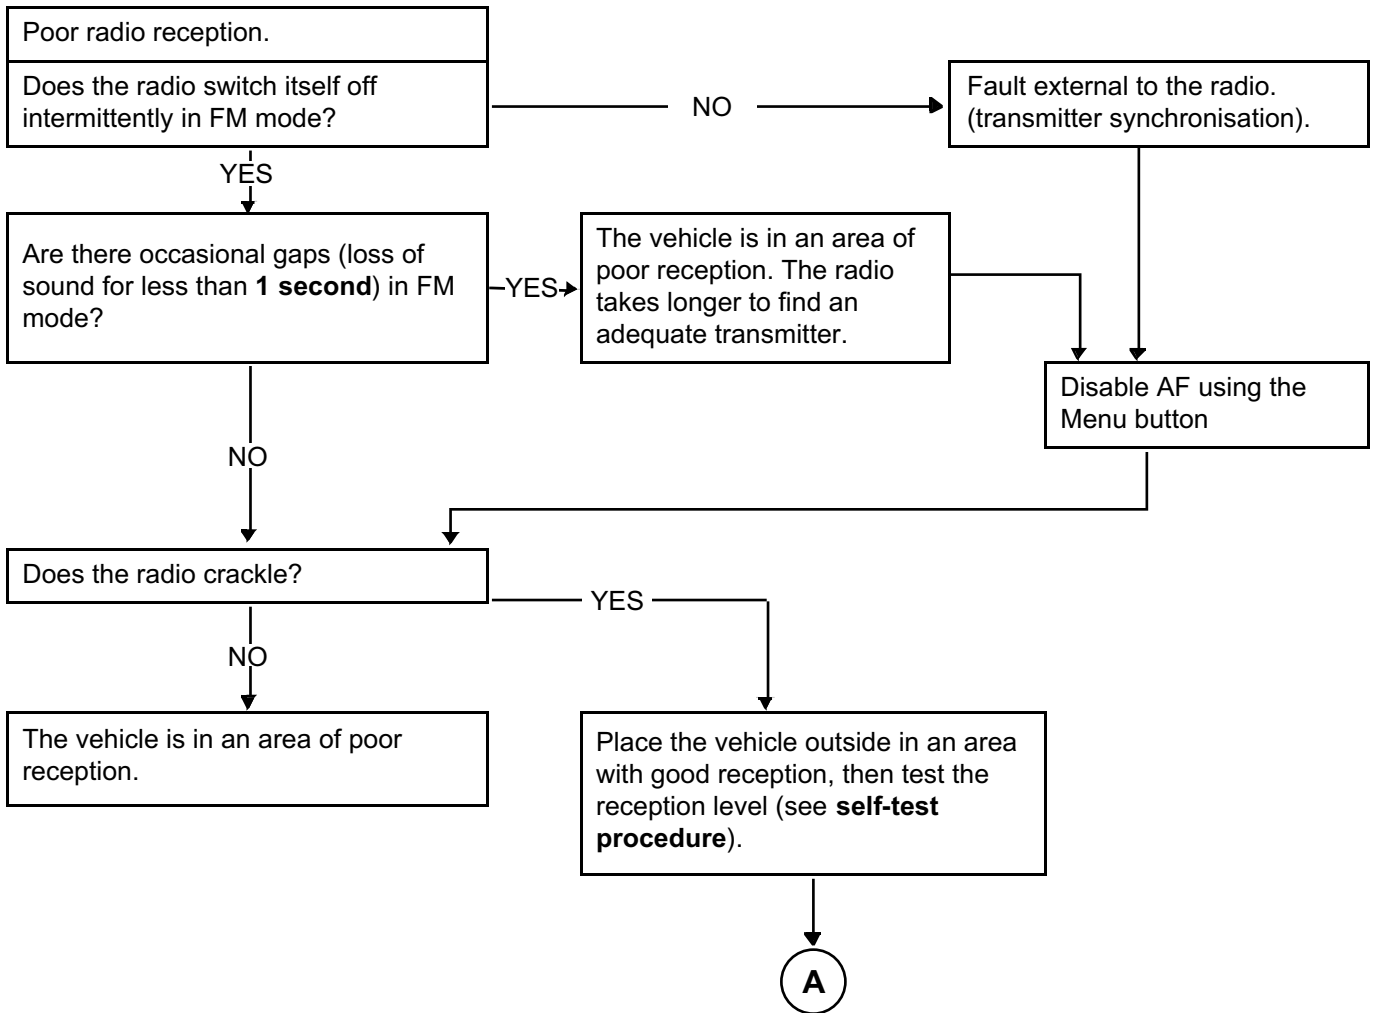 Poor radio reception.
Does the radio switch itself off
intermittently in FM mode?
NO
Fault external to the radio.
(transmitter synchronisation).
YES
Are there occasional gaps (loss of
sound for less than 1 second) in FM
mode?
YES
The vehicle is in an area of
poor reception. The radio
takes longer to find an
adequate transmitter.
Disable AF using the
Menu button
NO
Does the radio crackle?
YES
NO
The vehicle is in an area of poor
reception.
Place the vehicle outside in an area
with good reception, then test the
reception level (see self-test
procedure).
A